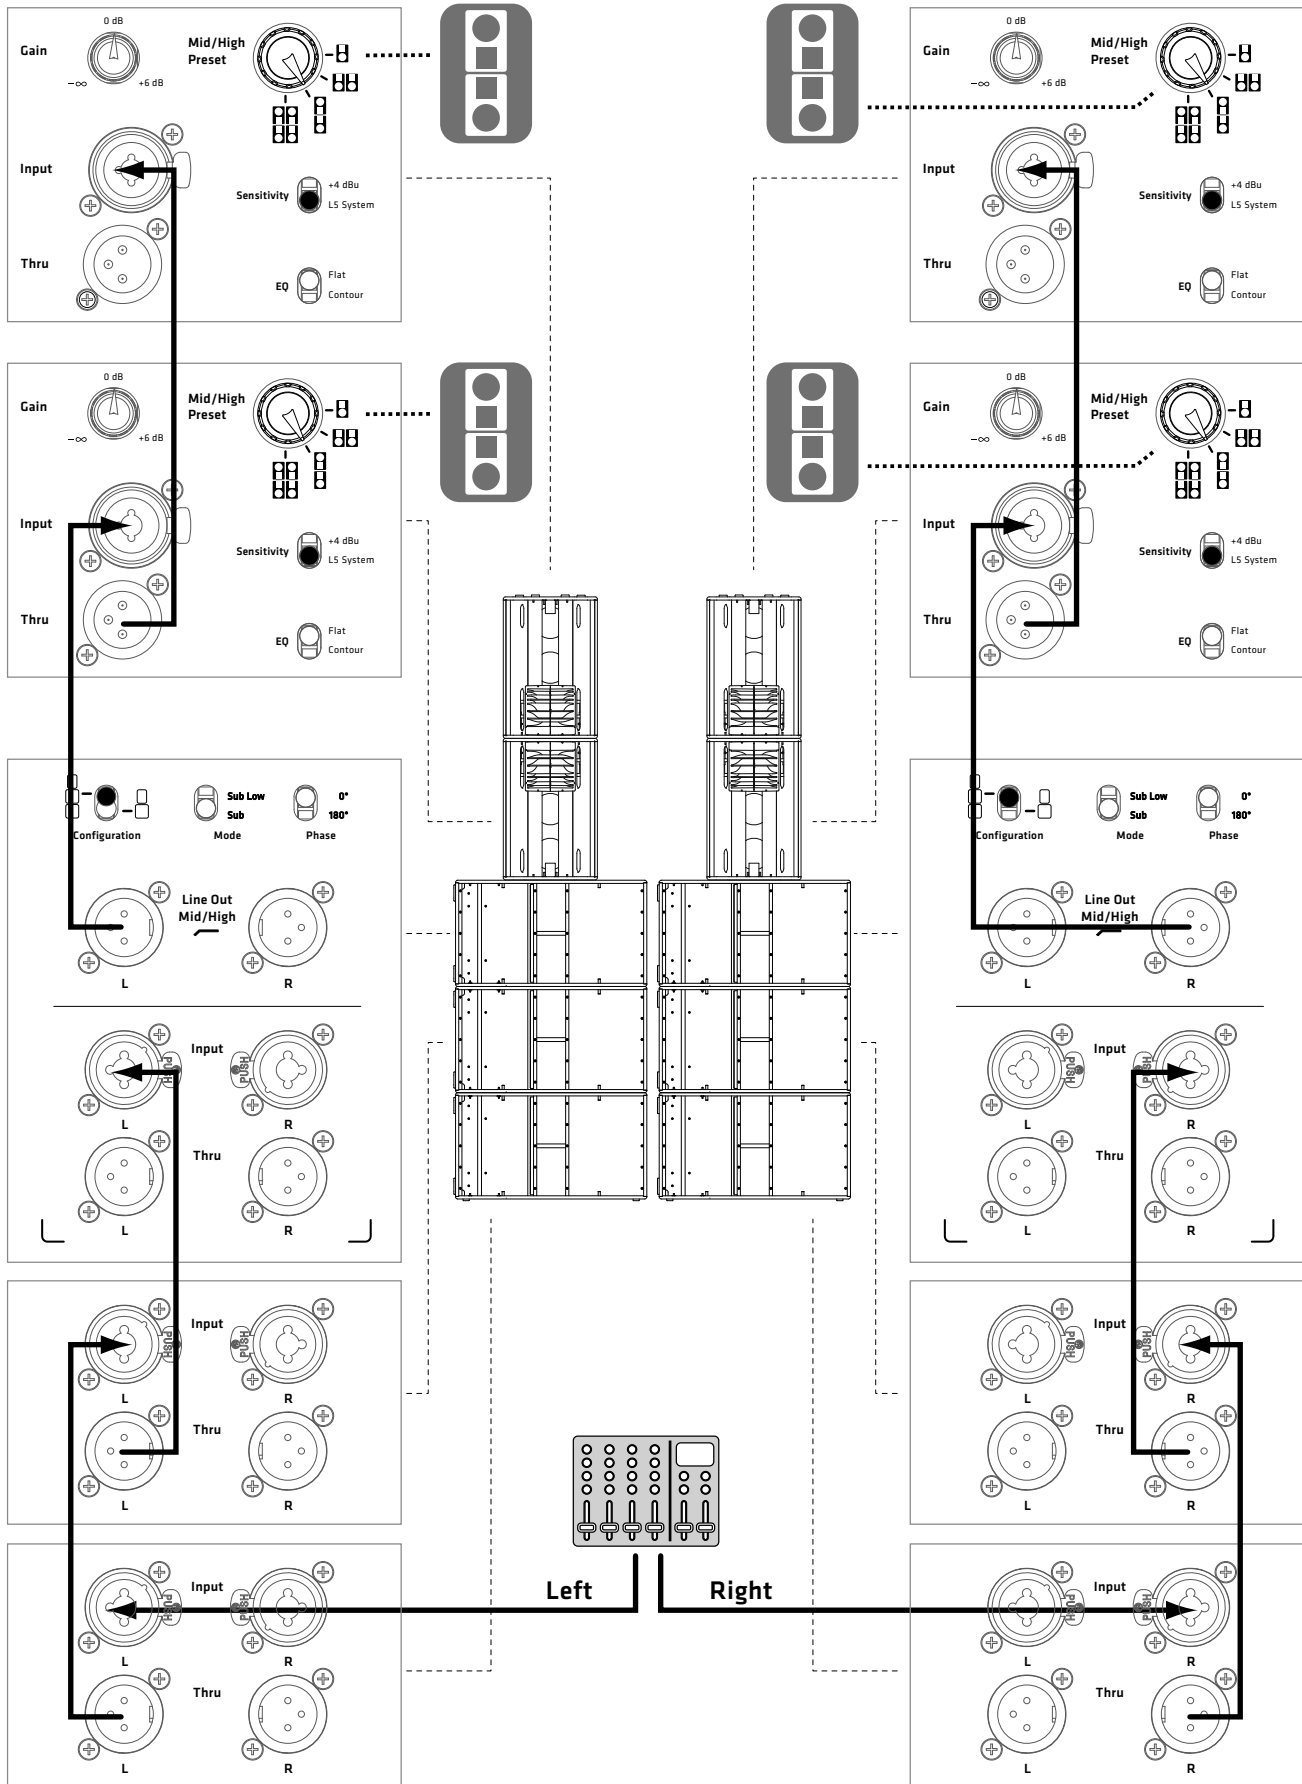 0 dB
Gain
−∞
+6 dB
Mid/High
Preset
Input
Sensitivity
+4 dBu
L5 System
Thru
EQ
Flat
Contour
0 dB
Gain
−∞
+6 dB
Mid/High
Preset
Input
Sensitivity
+4 dBu
L5 System
Thru
EQ
Flat
Contour
0 dB
Gain
−∞
+6 dB
Mid/High
Preset
Input
Sensitivity
+4 dBu
L5 System
Thru
EQ
Flat
Contour
0 dB
Gain
−∞
+6 dB
Mid/High
Preset
Input
Sensitivity
+4 dBu
L5 System
Thru
EQ
Flat
Contour
Configuration
Sub Low
Sub
Mode
0°
180°
Phase
Line Out
Mid/High
L
R
Input
PUSH
PUSH
L
R
Thru
L
R
Configuration
Sub Low
Sub
Mode
0°
180°
Phase
Line Out
Mid/High
L
R
Input
PUSH
PUSH
L
R
Thru
L
R
Input
PUSH
PUSH
L
R
Thru
L
R
Input
PUSH
PUSH
L
R
Thru
L
R
Left
Right
Input
PUSH
PUSH
L
R
Thru
L
R
Input
PUSH
PUSH
L
R
Thru
L
R